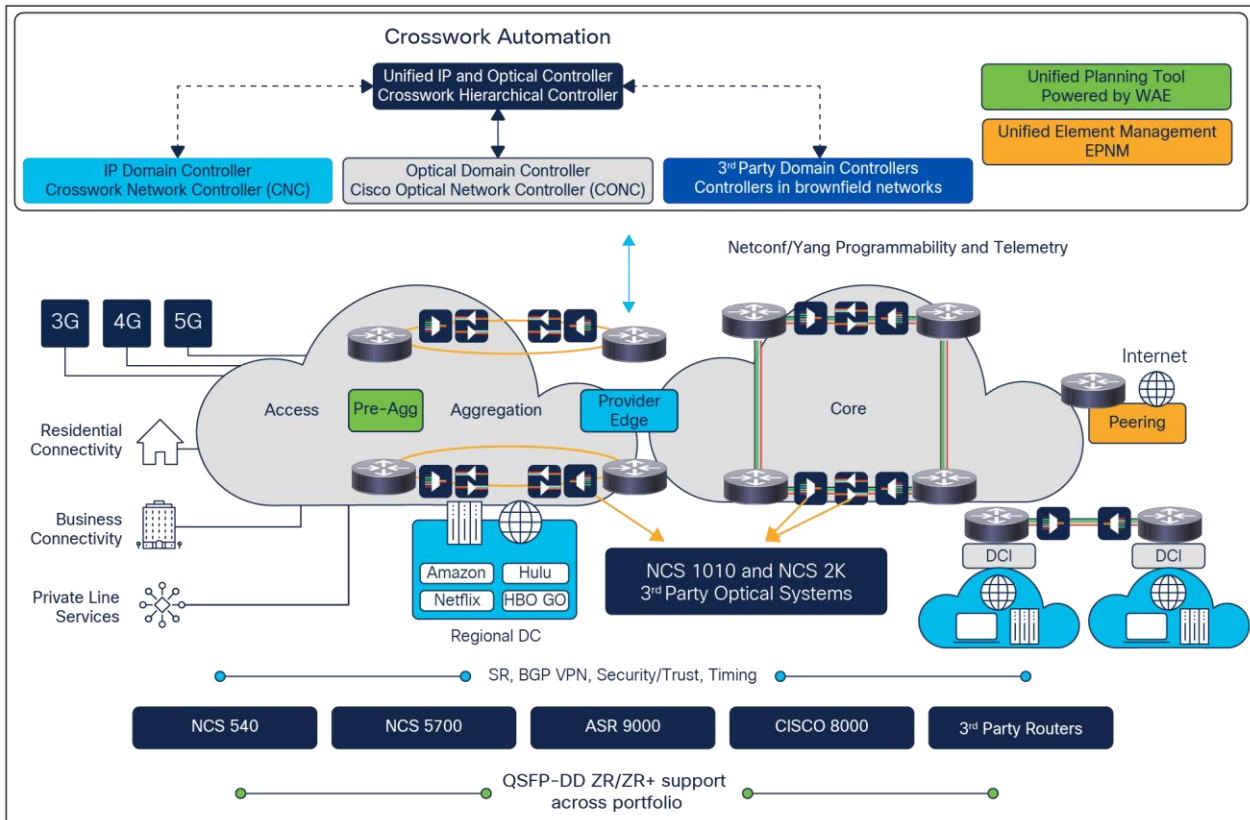 Crosswork Automation
Unified IP and Optical Controller
Crosswork Hierarchical Controller
Unified Planning Tool
Powered by WAE
Unified Element Management
EPNM
IP Domain Controller
Crosswork Network Controller (CNC)
Optical Domain Controller
Cisco Optical Network Controller (CONC)
3rd Party Domain Controllers
Controllers in brownfield networks
Netconf/Yang Programmability and Telemetry
3G
4G
5G
Internet
Access
Pre-Agg
Aggregation
Provider
Edge
Core
Peering
Residential
Connectivity
Business
Connectivity
Private Line
Services
Amazon
Hulu
Netflix
HBO GO
Regional DC
NCS 1010 and NCS 2K
3rd Party Optical Systems
DCI
DCI
SR, BGP VPN, Security/Trust, Timing
NCS 540
NCS 5700
ASR 9000
CISCO 8000
3rd Party Routers
QSFP-DD ZR/ZR+ support
across portfolio